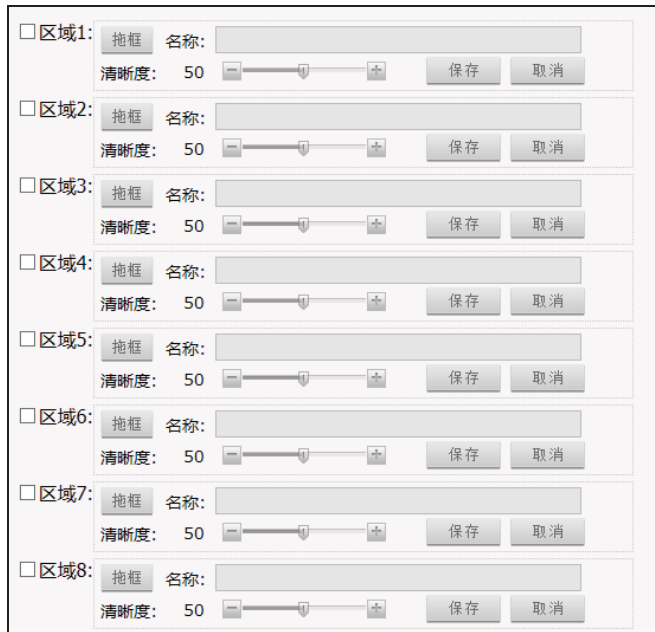 区域1: 拖框 名称:
清晰度: 50 保存 取消
区域2: 拖框 名称:
清晰度: 50 保存 取消
区域3: 拖框 名称:
清晰度: 50 保存 取消
区域4: 拖框 名称:
清晰度: 50 保存 取消
区域5: 拖框 名称:
清晰度: 50 保存 取消
区域6: 拖框 名称:
清晰度: 50 保存 取消
区域7: 拖框 名称:
清晰度: 50 保存 取消
区域8: 拖框 名称:
清晰度: 50 保存 取消